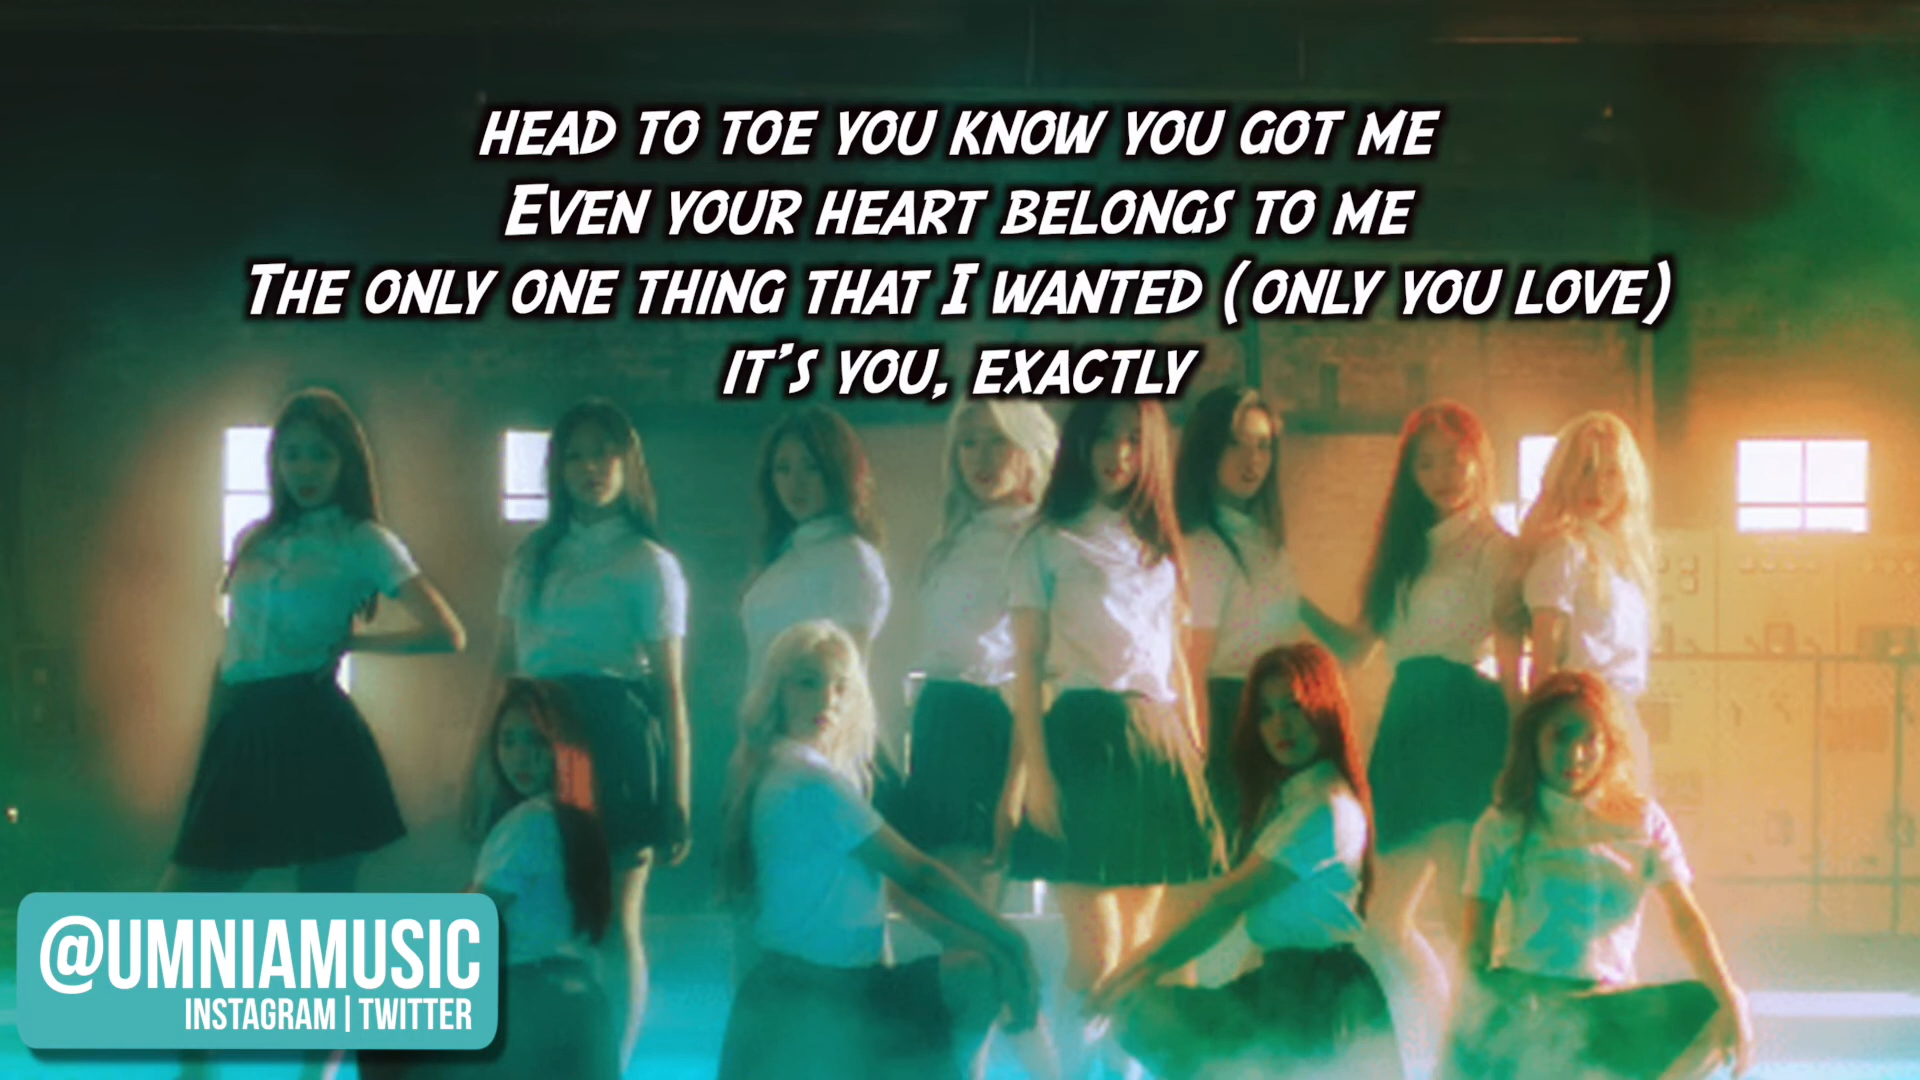 HEAD TO TOE YOU KNOW YOU GOT ME
EVEN YOUR HEART BELONGS TO ME
THE ONLY ONE THING THAT I WANTED (ONLY YOU LOVE)
IT'S YOU, EXACTLY
@UMNIAMUSIC
INSTAGRAM | TWITTER